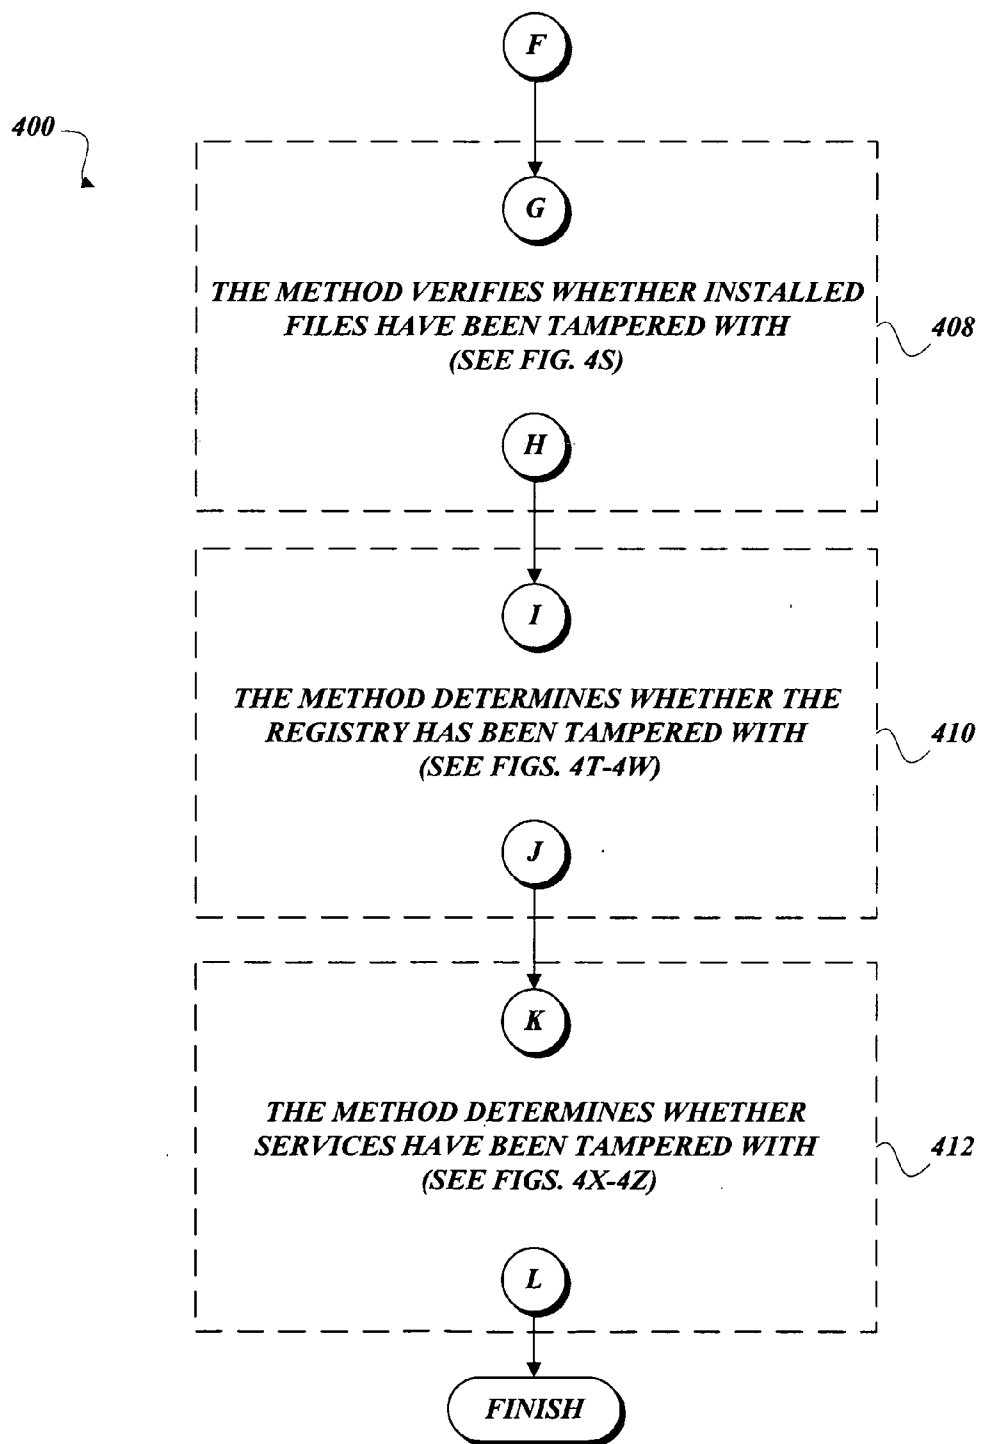 F
400
G
THE METHOD VERIFIES WHETHER INSTALLED
FILES HAVE BEEN TAMPERED WITH
(SEE FIG. 4S)
408
H
I
THE METHOD DETERMINES WHETHER THE
REGISTRY HAS BEEN TAMPERED WITH
(SEE FIGS. 4T-4W)
410
J
K
THE METHOD DETERMINES WHETHER
SERVICES HAVE BEEN TAMPERED WITH
(SEE FIGS. 4X-4Z)
412
L
FINISH